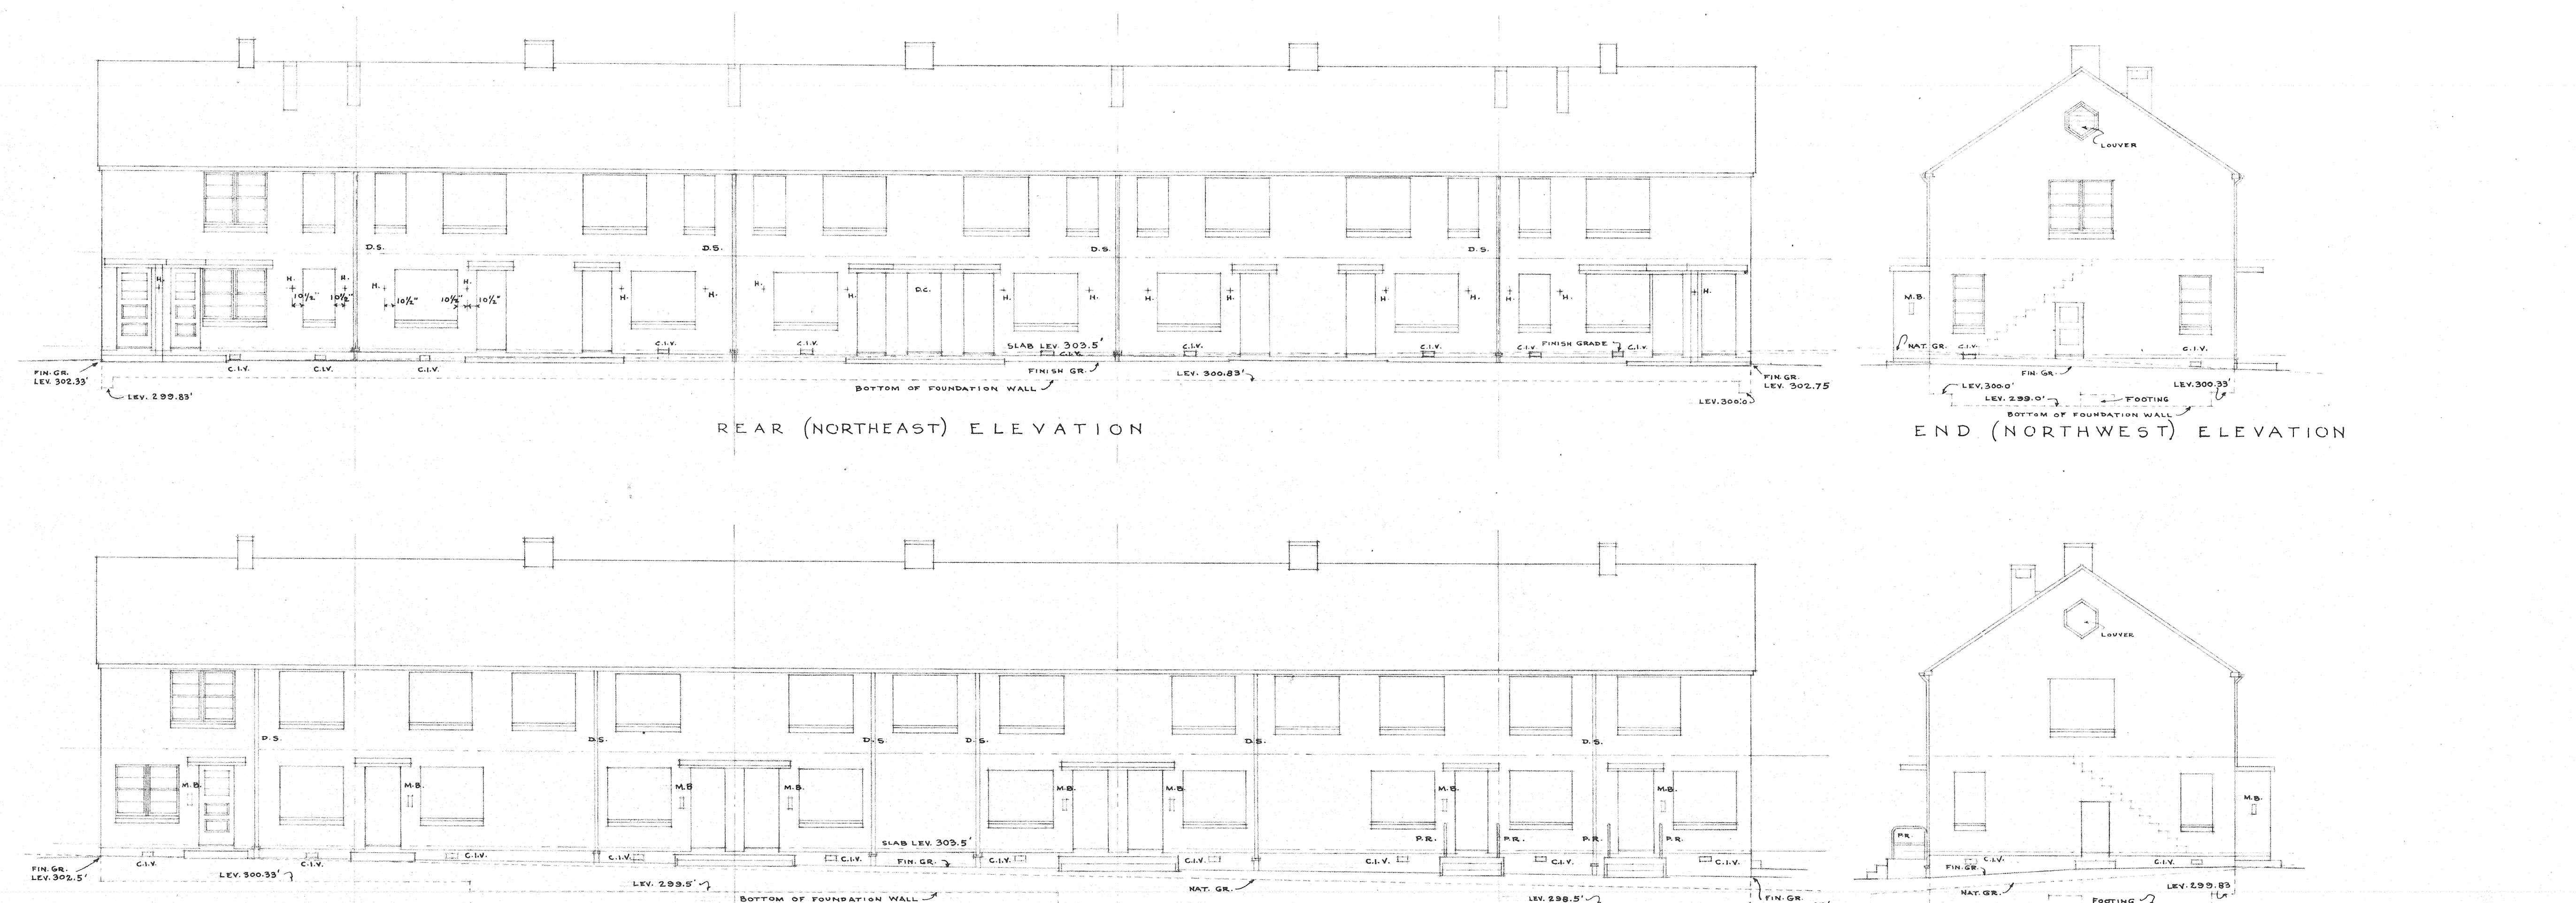 LOUVER
D.S.
D.S.
D.S.
D.S.
H.
H.
H.
H.
H.
H.
H.
H.
H.
D.C.
H.
H.
H.
H.
H.
H.
H.
H.
H.
10½"
10½"
10½"
10½"
10½"
M.B.
SLAB LEV. 303.5'
C.I.V.
C.I.V.
C.I.V.
C.I.V.
C.I.V.
C.I.V.
FINISH GRADE
C.I.V.
C.I.V.
C.I.V.
C.I.V.
NAT. GR.
C.I.V.
C.I.V.
FIN. GR.
LEV. 302.33'
FINISH GR.
LEV. 300.83'
FIN. GR.
LEV. 302.75
FIN. GR.
BOTTOM OF FOUNDATION WALL
LEV. 299.83'
LEV. 300.0
LEV. 300.0'
LEV. 300.33'
LEV. 299.0'
FOOTING
BOTTOM OF FOUNDATION WALL
REAR (NORTHEAST) ELEVATION
END (NORTHWEST) ELEVATION
LOUVER
D.S.
D.S.
D.S.
D.S.
D.S.
D.S.
M.B.
M.B.
M.B
M.B.
M.B.
M.B.
M.B.
M.B.
M.B.
P.R.
P.R.
P.R.
P.R.
P.R.
SLAB LEV. 303.5'
C.I.V.
C.I.V.
C.I.V.
C.I.V.
C.I.V.
FIN. GR.
C.I.V.
C.I.V.
C.I.V.
C.I.V.
C.I.V.
C.I.V.
C.I.V.
FIN. GR.
LEV. 302.5'
LEV. 300.33'
LEV. 299.5'
NAT. GR.
FIN. GR.
NAT. GR.
LEV. 299.83
BOTTOM OF FOUNDATION WALL
LEV. 298.5'
FIN. GR.
FOOTING